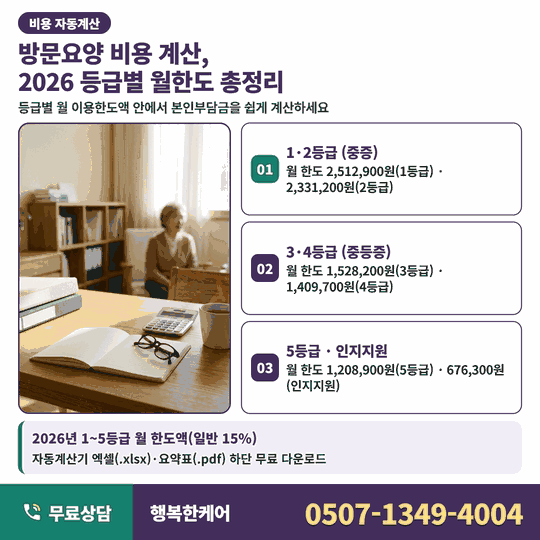 비용 자동계산
방문요양 비용 계산,
2026 등급별 월한도 총정리
등급별 월 이용한도액 안에서 본인부담금을 쉽게 계산하세요
01
1·2등급 (중증)
월 한도 2,512,900원(1등급) ·
2,331,200원(2등급)
02
3·4등급 (중등증)
월 한도 1,528,200원(3등급) ·
1,409,700원(4등급)
03
5등급 · 인지지원
월 한도 1,208,900원(5등급) · 676,300원
(인지지원)
2026년 1~5등급 월 한도액(일반 15%)
자동계산기 엑셀(.xlsx)·요약표(.pdf) 하단 무료 다운로드
무료상담
행복한케어
0507-1349-4004